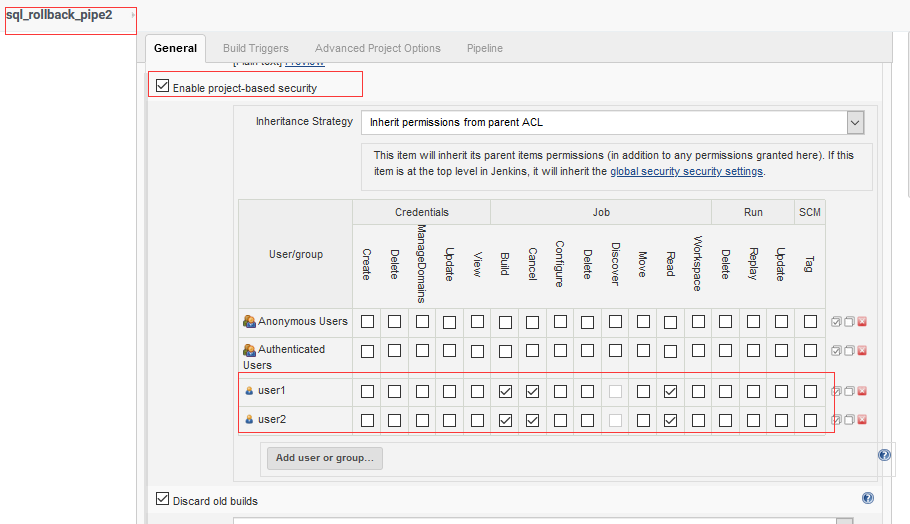 sql_rollback_pipe2
General Build Triggers Advanced Project Options Pipeline
[Plain text] Preview
Enable project-based security
Inheritance Strategy Inherit permissions from parent ACL
This item will inherit its parent items permissions (in addition to any permissions granted here). If this
item is at the top level in Jenkins, it will inherit the global security security settings.
User/group Credentials Job Run SCM
Create Delete ManageDomains Update View Build Cancel Configure Delete Discover Move Read Workspace Delete Replay Update Tag
Anonymous Users
Authenticated
Users
user1
user2
Add user or group...
Discard old builds